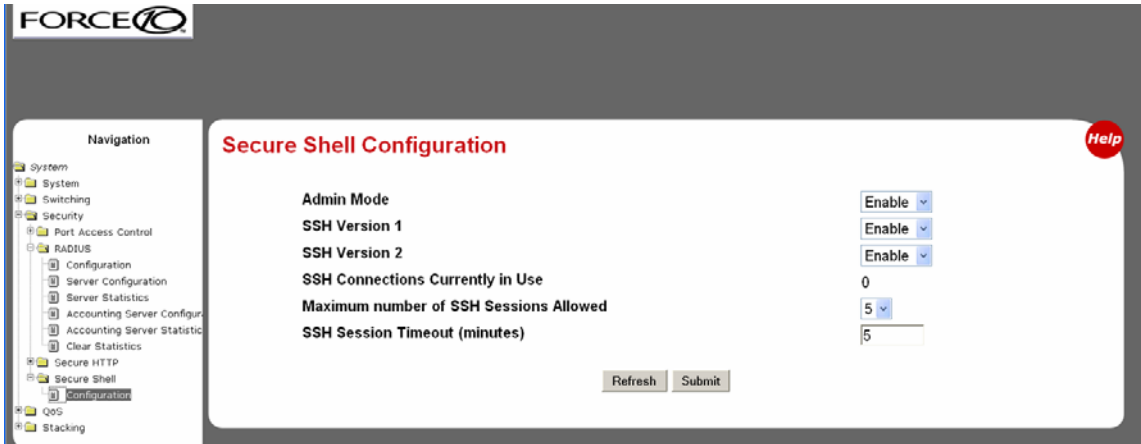 FORCE10
Navigation
System
System
Switching
Security
Port Access Control
RADIUS
Configuration
Server Configuration
Server Statistics
Accounting Server Configur
Accounting Server Statistic
Clear Statistics
Secure HTTP
Secure Shell
Configuration
QoS
Stacking
Secure Shell Configuration
Help
Admin Mode Enable
SSH Version 1 Enable
SSH Version 2 Enable
SSH Connections Currently in Use 0
Maximum number of SSH Sessions Allowed 5
SSH Session Timeout (minutes) 5
Refresh Submit